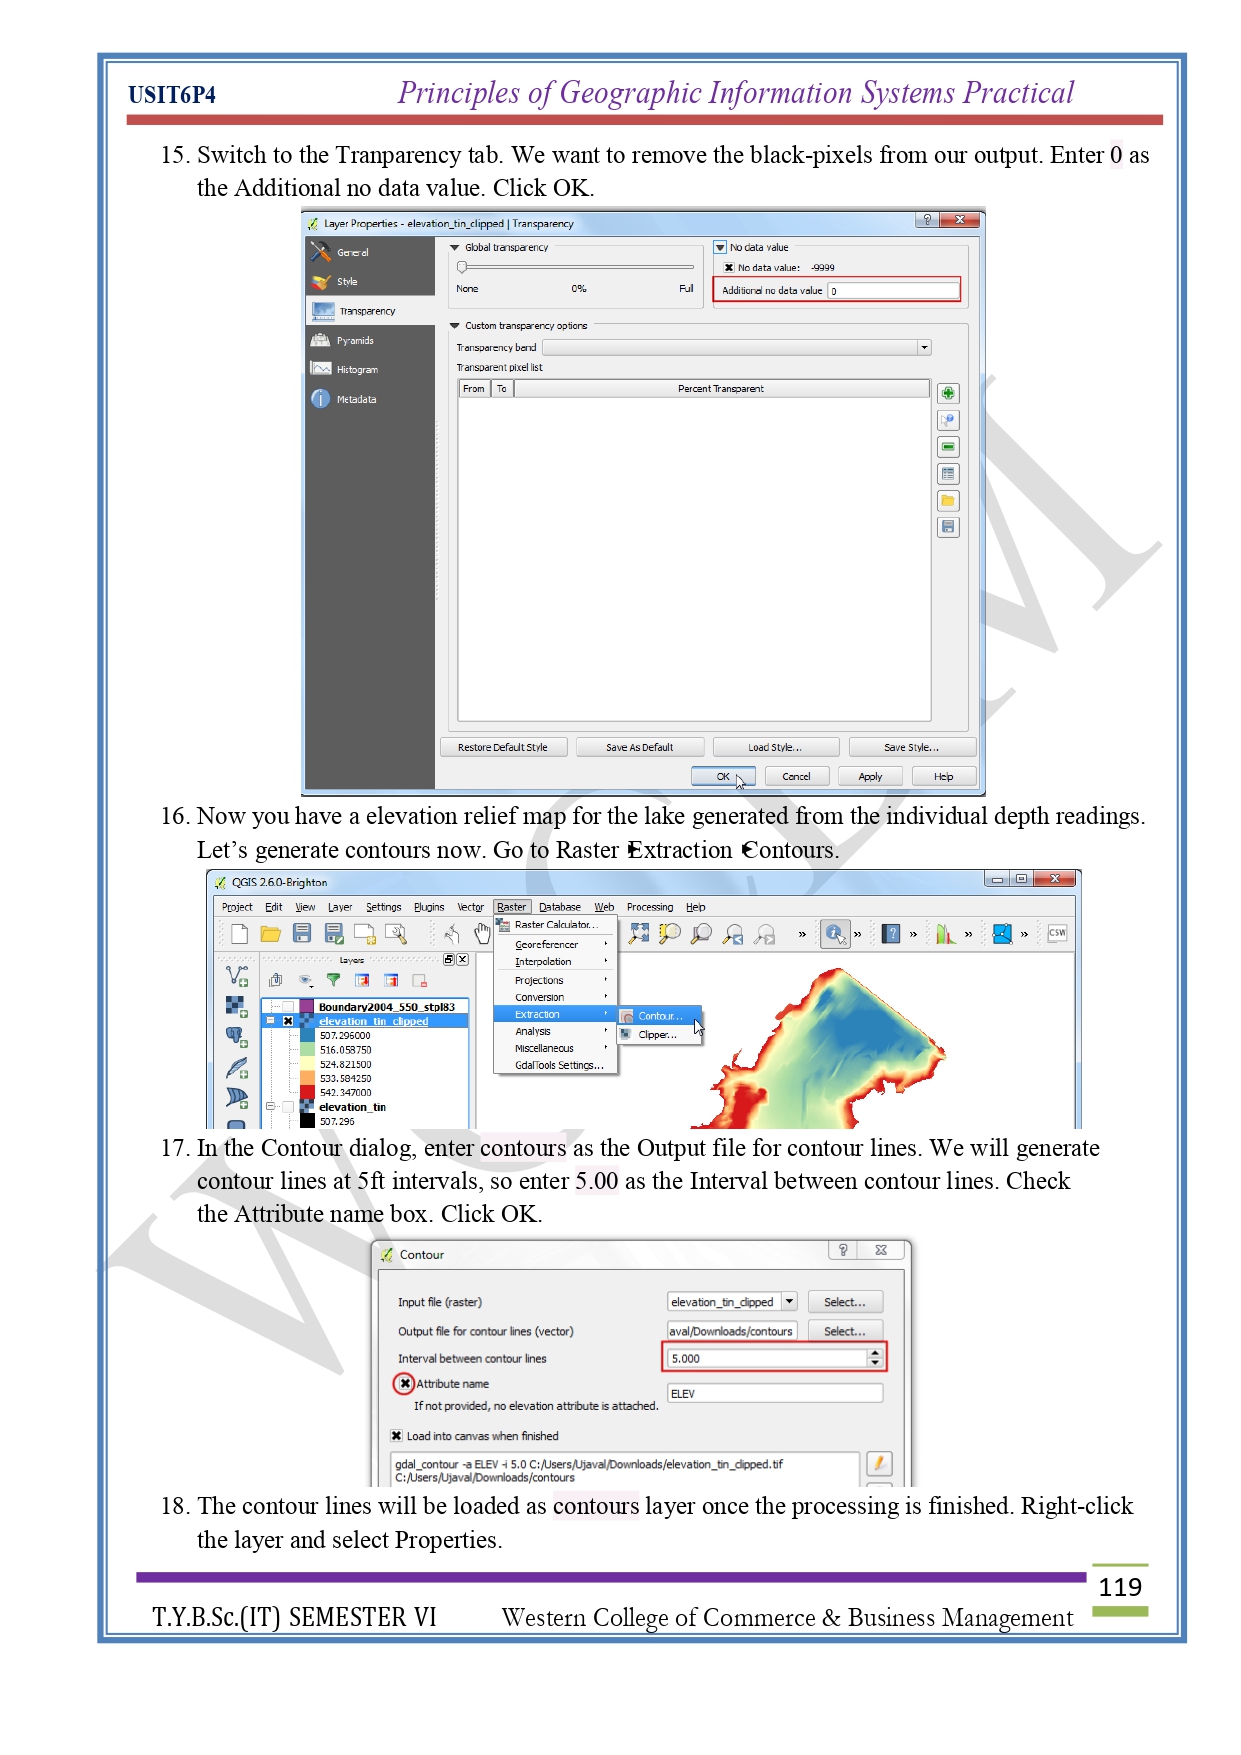 USIT6P4 Principles of Geographic Information Systems Practical
15. Switch to the Tranparency tab. We want to remove the black-pixels from our output. Enter 0 as
the Additional no data value. Click OK.
Layer Properties - elevation_tin_clipped | Transparency
General
Style
Transparency
Pyramids
Histogram
Metadata
Global transparency
None 0% Full
No data value
No data value: -9999
Additional no data value 0
Custom transparency options
Transparency band
Transparent pixel list
From To Percent Transparent
Restore Default Style Save As Default Load Style... Save Style...
OK Cancel Apply Help
16. Now you have a elevation relief map for the lake generated from the individual depth readings.
Let's generate contours now. Go to Raster ‣ Extraction ‣ Contours.
QGIS 2.6.0-Brighton
Project Edit View Layer Settings Plugins Vector Raster Database Web Processing Help
Raster Calculator...
Georeferencer
Interpolation
Projections
Conversion
Extraction
Analysis
Miscellaneous
GdalTools Settings...
Contour...
Clipper...
CSW
Layers
Boundary2004_550_stpl83
elevation_tin_clipped
507.296000
516.058750
524.821500
533.584250
542.347000
elevation_tin
507.296
17. In the Contour dialog, enter contours as the Output file for contour lines. We will generate
contour lines at 5ft intervals, so enter 5.00 as the Interval between contour lines. Check
the Attribute name box. Click OK.
Contour
Input file (raster) elevation_tin_clipped Select...
Output file for contour lines (vector) aval/Downloads/contours Select...
Interval between contour lines 5.000
Attribute name
ELEV
If not provided, no elevation attribute is attached.
Load into canvas when finished
gdal_contour -a ELEV -i 5.0 C:/Users/Ujaval/Downloads/elevation_tin_clipped.tif
C:/Users/Ujaval/Downloads/contours
18. The contour lines will be loaded as contours layer once the processing is finished. Right-click
the layer and select Properties.
119
T.Y.B.Sc.(IT) SEMESTER VI Western College of Commerce & Business Management
WCCBM